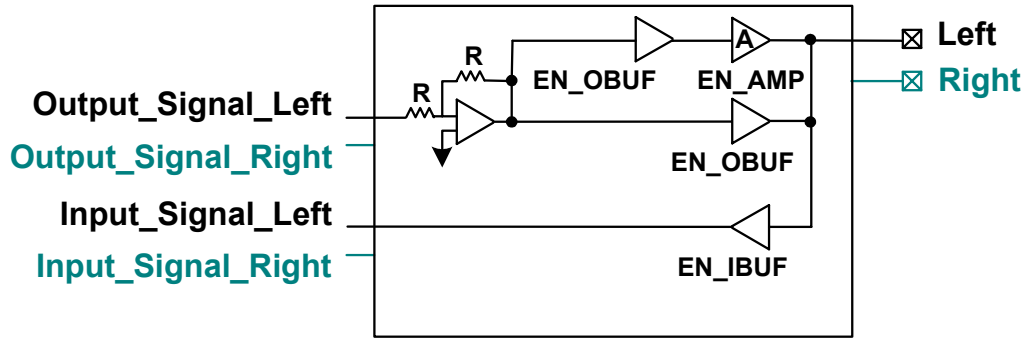 A
Left
R
EN_OBUF
EN_AMP
Right
R
Output_Signal_Left
Output_Signal_Right
EN_OBUF
Input_Signal_Left
Input_Signal_Right
EN_IBUF